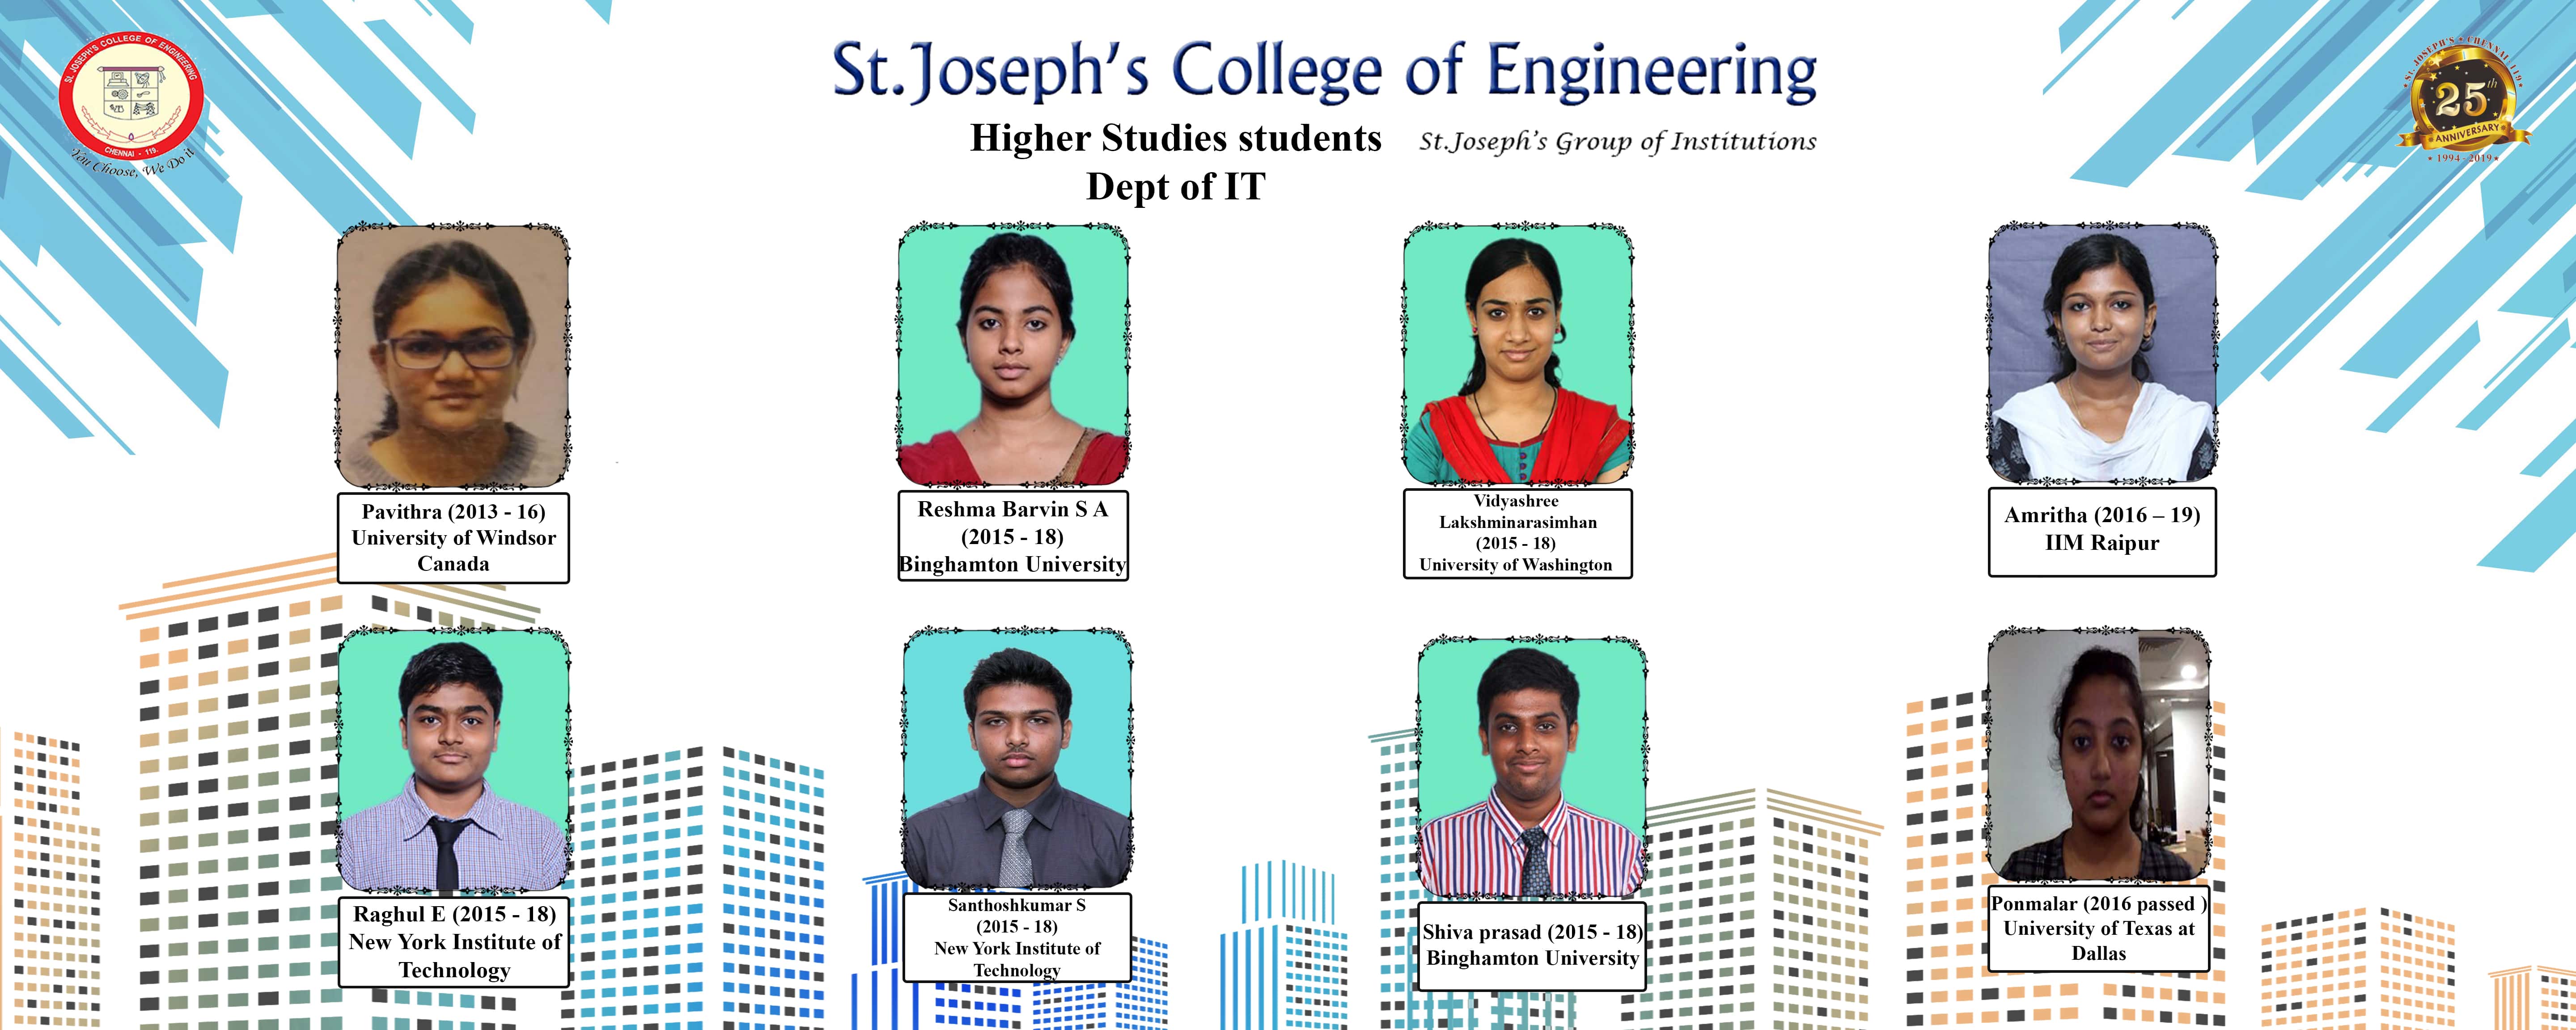 ST. JOSEPH'S COLLEGE OF ENGINEERING
CHENNAI - 119.
You Choose, We Do it
St.Joseph's College of Engineering
Higher Studies students
St.Joseph's Group of Institutions
Dept of IT
ST. JOSEPH'S • CHENNAI-119
25th
ANNIVERSARY
1994 - 2019
Pavithra (2013 - 16)
University of Windsor
Canada
Reshma Barvin S A
(2015 - 18)
Binghamton University
Vidyashree
Lakshminarasimhan
(2015 - 18)
University of Washington
Amritha (2016 – 19)
IIM Raipur
Raghul E (2015 - 18)
New York Institute of
Technology
Santhoshkumar S
(2015 - 18)
New York Institute of
Technology
Shiva prasad (2015 - 18)
Binghamton University
Ponmalar (2016 passed )
University of Texas at
Dallas